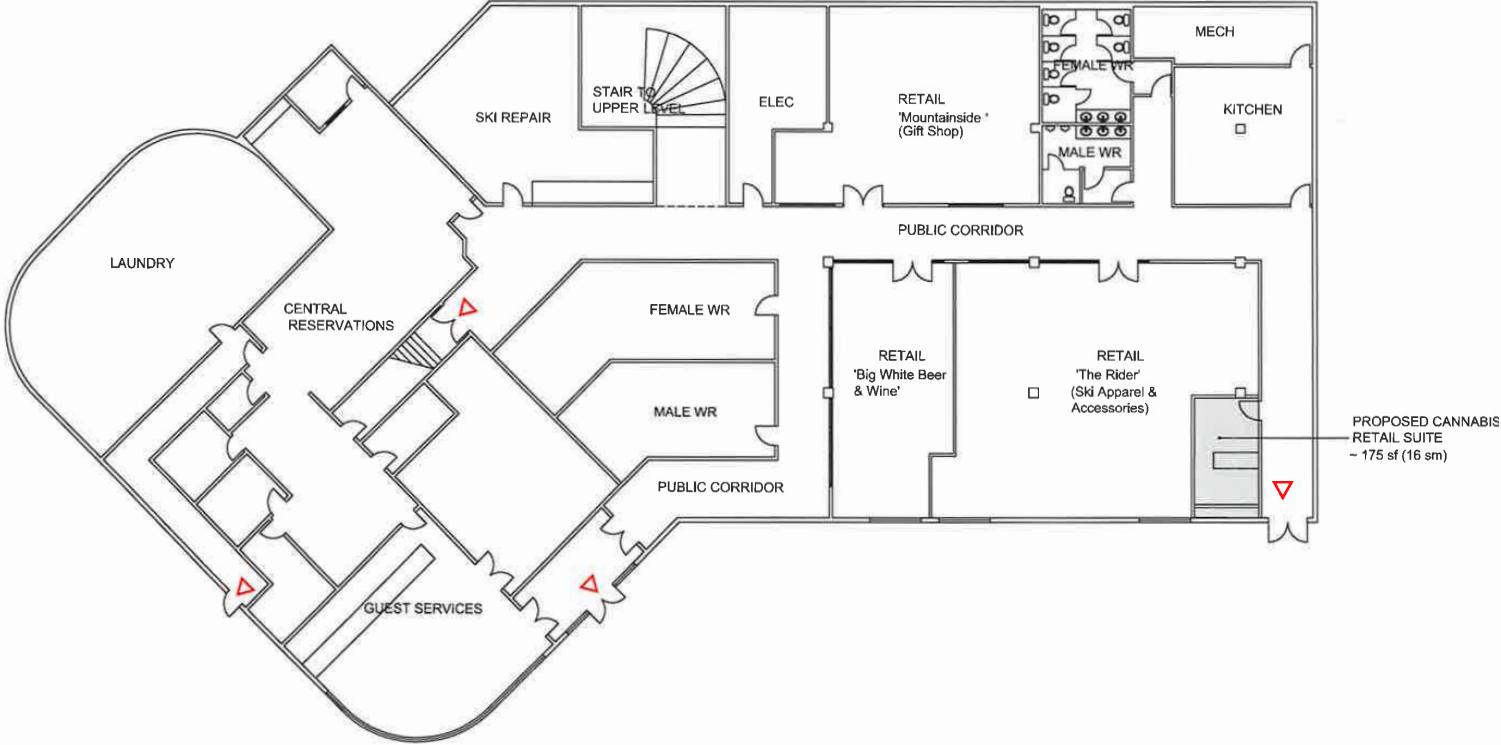 MECH
FEMALE WR
STAIR TO
UPPER LEVEL
ELEC
RETAIL
'Mountainside '
(Gift Shop)
KITCHEN
SKI REPAIR
MALE WR
PUBLIC CORRIDOR
LAUNDRY
CENTRAL
RESERVATIONS
FEMALE WR
RETAIL
'Big White Beer
& Wine'
RETAIL
'The Rider'
(Ski Apparel &
Accessories)
MALE WR
PROPOSED CANNABIS
RETAIL SUITE
~ 175 sf (16 sm)
PUBLIC CORRIDOR
GUEST SERVICES